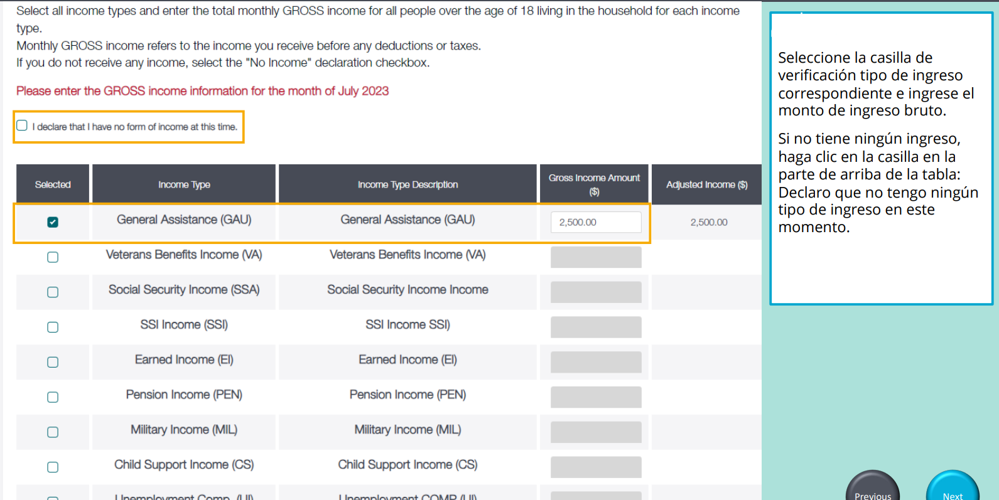 Select all income types and enter the total monthly GROSS income for all people over the age of 18 living in the household for each income
type.
Monthly GROSS income refers to the income you receive before any deductions or taxes.
If you do not receive any income, select the "No Income" declaration checkbox.
Please enter the GROSS income information for the month of July 2023
I declare that I have no form of income at this time.
Selected Income Type Income Type Description Gross Income Amount ($) Adjusted Income ($)
General Assistance (GAU) General Assistance (GAU) 2,500.00 2,500.00
Veterans Benefits Income (VA) Veterans Benefits Income (VA)
Social Security Income (SSA) Social Security Income Income
SSI Income (SSI) SSI Income SSI)
Earned Income (EI) Earned Income (EI)
Pension Income (PEN) Pension Income (PEN)
Military Income (MIL) Military Income (MIL)
Child Support Income (CS) Child Support Income (CS)
Unemployment Comp. (UI) Unemployment COMP (UI)
Seleccione la casilla de
verificación tipo de ingreso
correspondiente e ingrese el
monto de ingreso bruto.
Si no tiene ningún ingreso,
haga clic en la casilla en la
parte de arriba de la tabla:
Declaro que no tengo ningún
tipo de ingreso en este
momento.
Previous Next